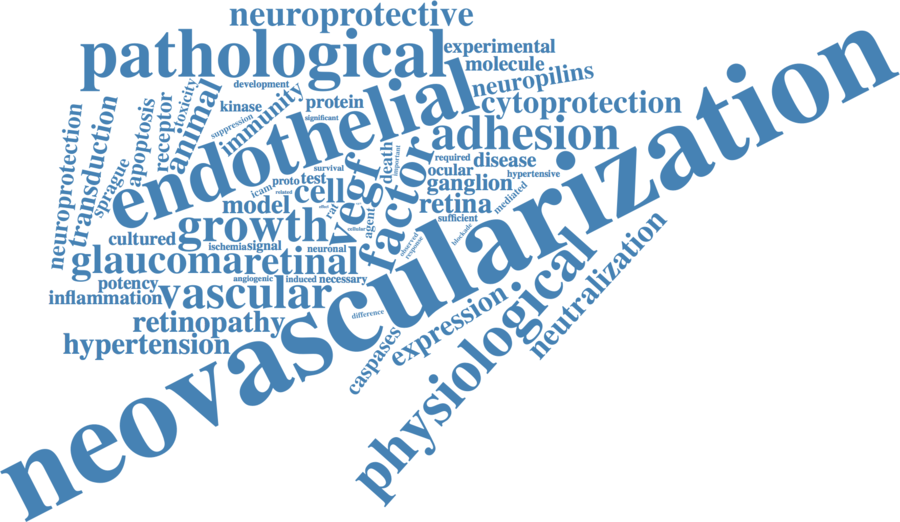 neuroprotective
pathological
experimental
molecule
neuropilins
development
kinase
immunity
protein
cytoprotection
significant
suppression
toxicity
animal
receptor
apoptosis
sprague
transduction
neuroprotection
endothelial
adhesion
death
important
required
disease
ocular
hypertensive
ganglion
mediated
retina
sufficient
blockade
survival
icam
proto
test
related
cell
effect
rat
vegf
cellular
agent
factor
observed
response
model
growth
cultured
ischemia
signal
neuronal
glaucoma
retinal
angiogenic
induced
necessary
potency
inflammation
vascular
difference
retinopathy
hypertension
neovascularization
caspases
expression
physiological
neutralization